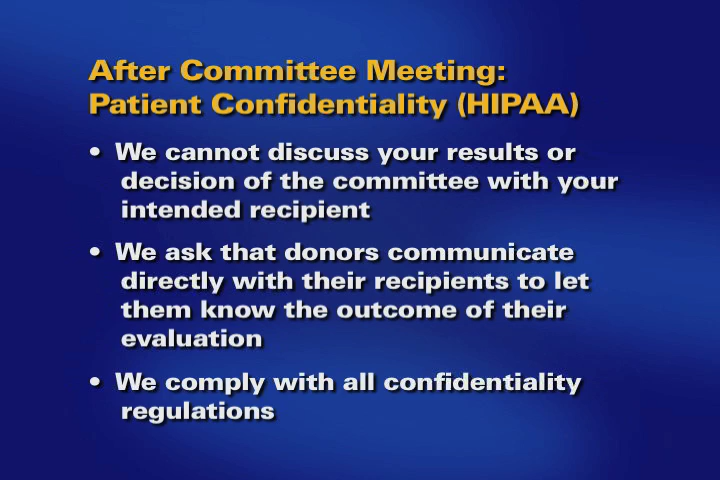 After Committee Meeting:
Patient Confidentiality (HIPAA)
• We cannot discuss your results or
decision of the committee with your
intended recipient
• We ask that donors communicate
directly with their recipients to let
them know the outcome of their
evaluation
• We comply with all confidentiality
regulations